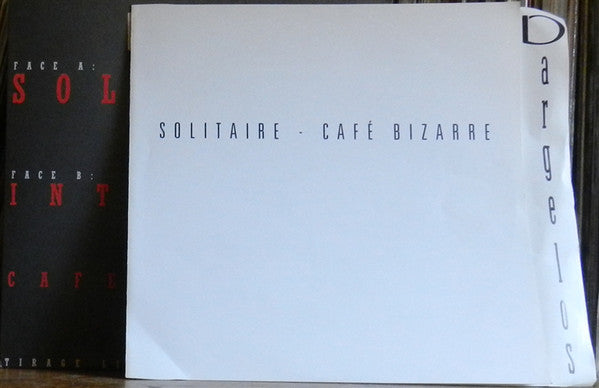 FACE A:
SOL
FACE B:
INT
CAFE
TIRAGE
SOLITAIRE - CAFÉ BIZARRE
Dargelos